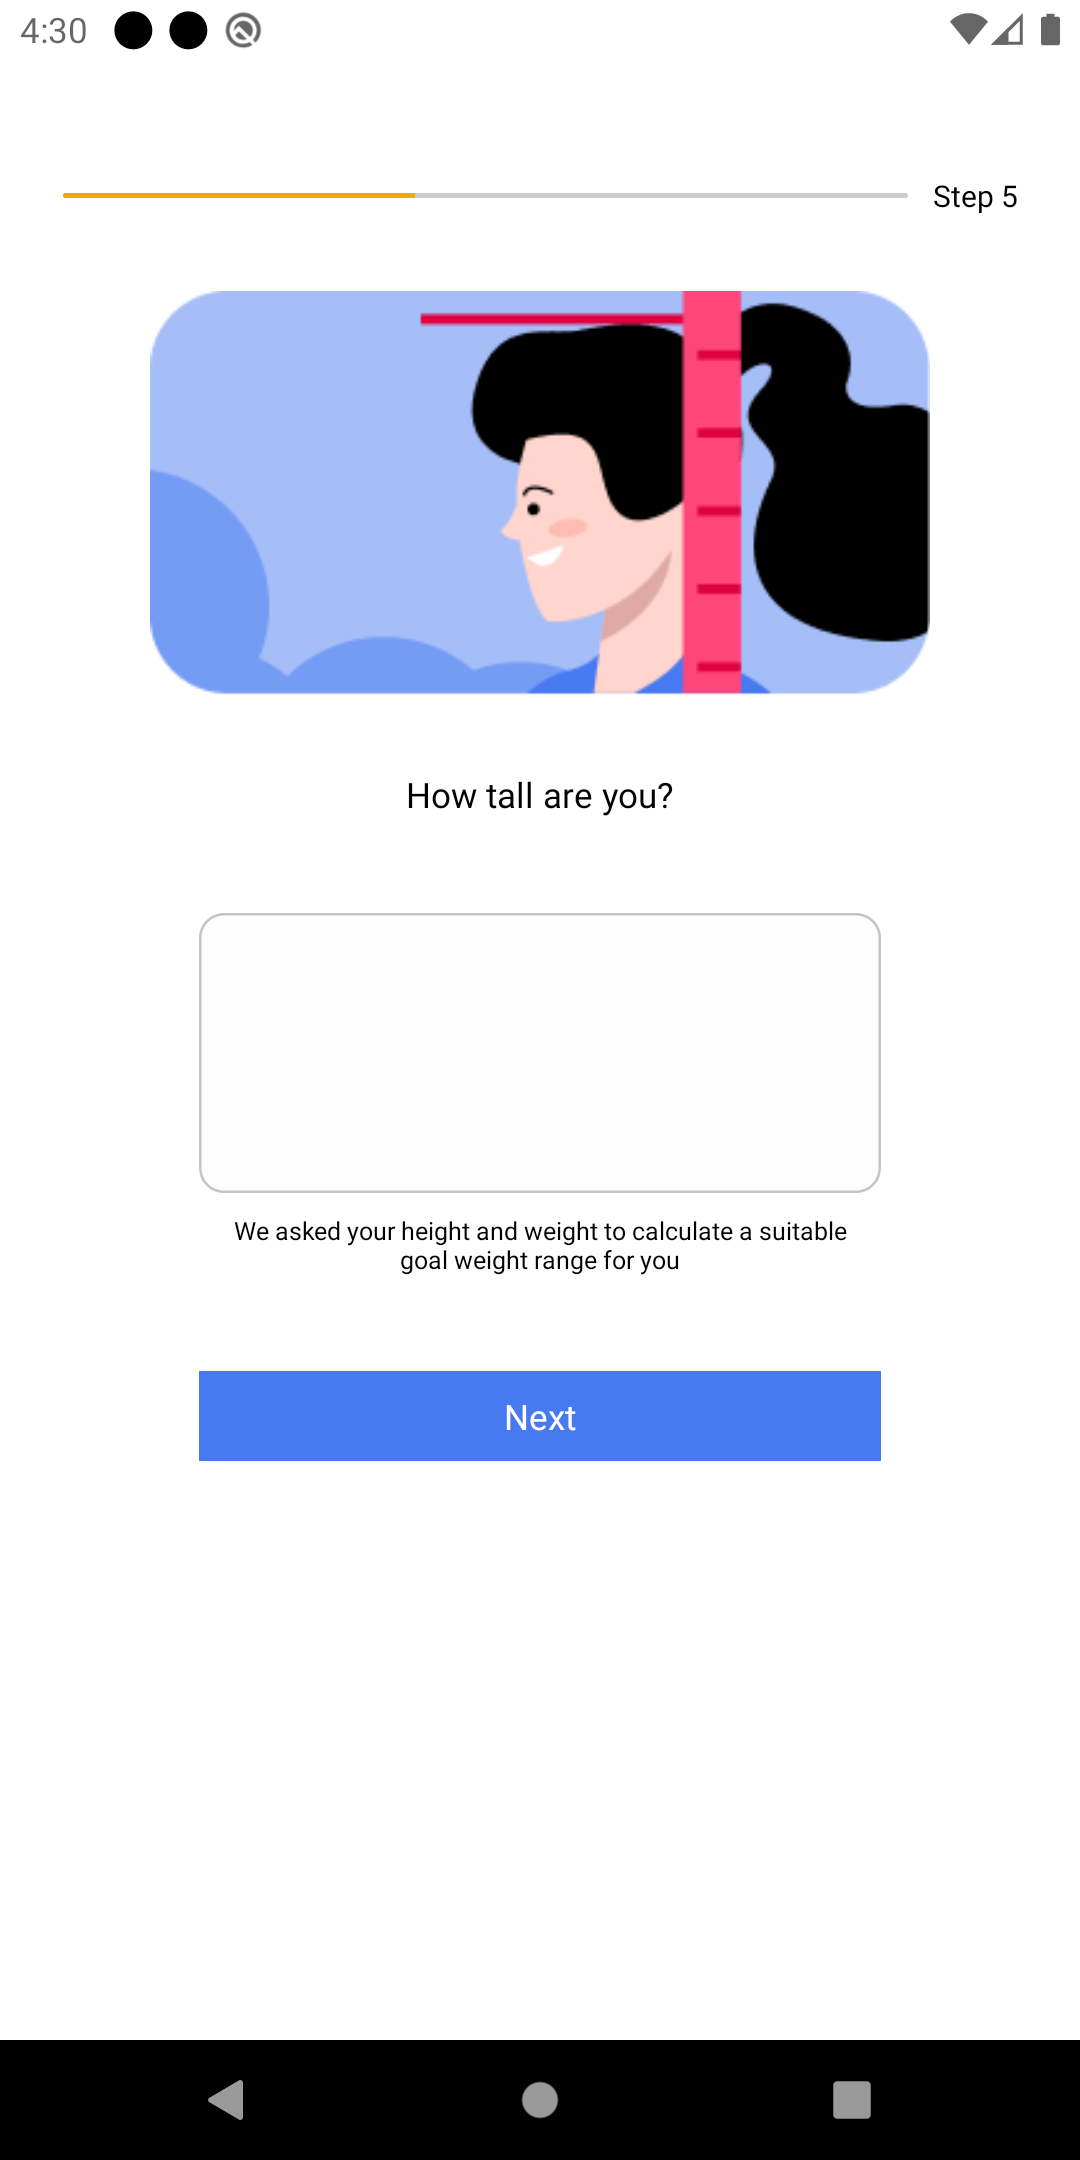 4:30
Step 5
How tall are you?
We asked your height and weight to calculate a suitable
goal weight range for you
Next